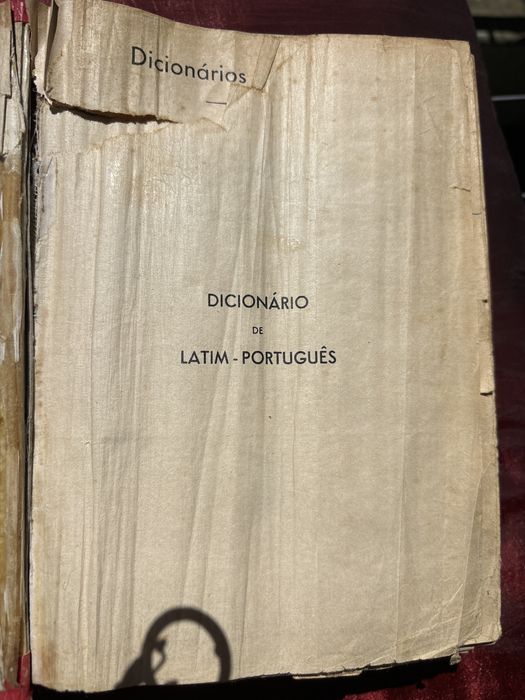 Dicionários
DICIONÁRIO
DE
LATIM - PORTUGUÊS